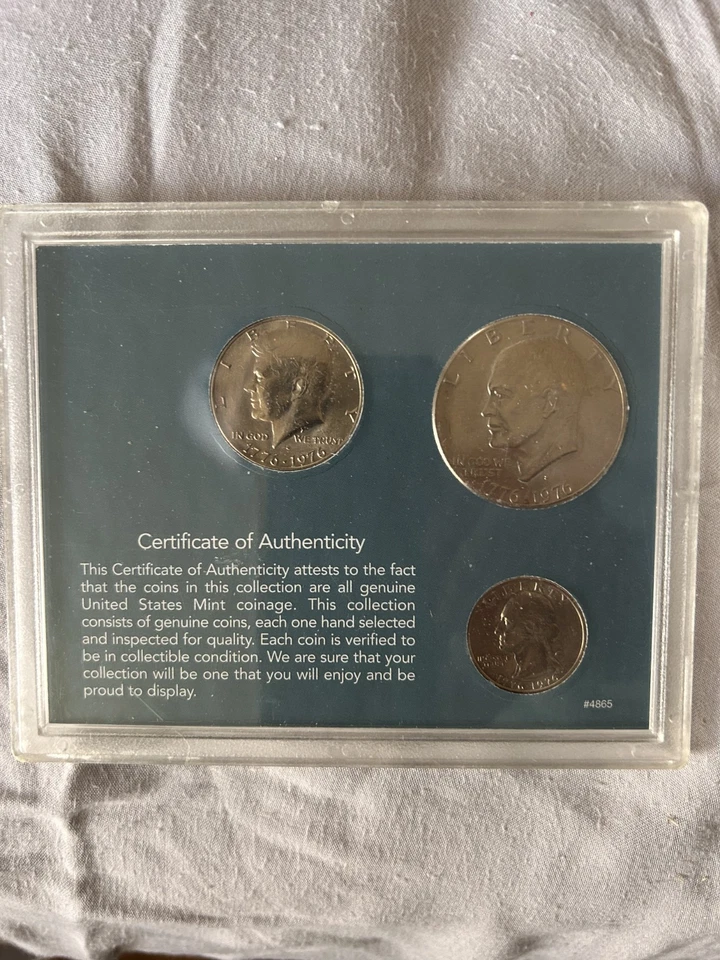 LIBERTY
IN GOD WE TRUST
1776·1976
LIBERTY
IN GOD WE
TRUST
1776·1976
Certificate of Authenticity
This Certificate of Authenticity attests to the fact
that the coins in this collection are all genuine
United States Mint coinage. This collection
consists of genuine coins, each one hand selected
and inspected for quality. Each coin is verified to
be in collectible condition. We are sure that your
collection will be one that you will enjoy and be
proud to display.
LIBERTY
1776·1976
#4865